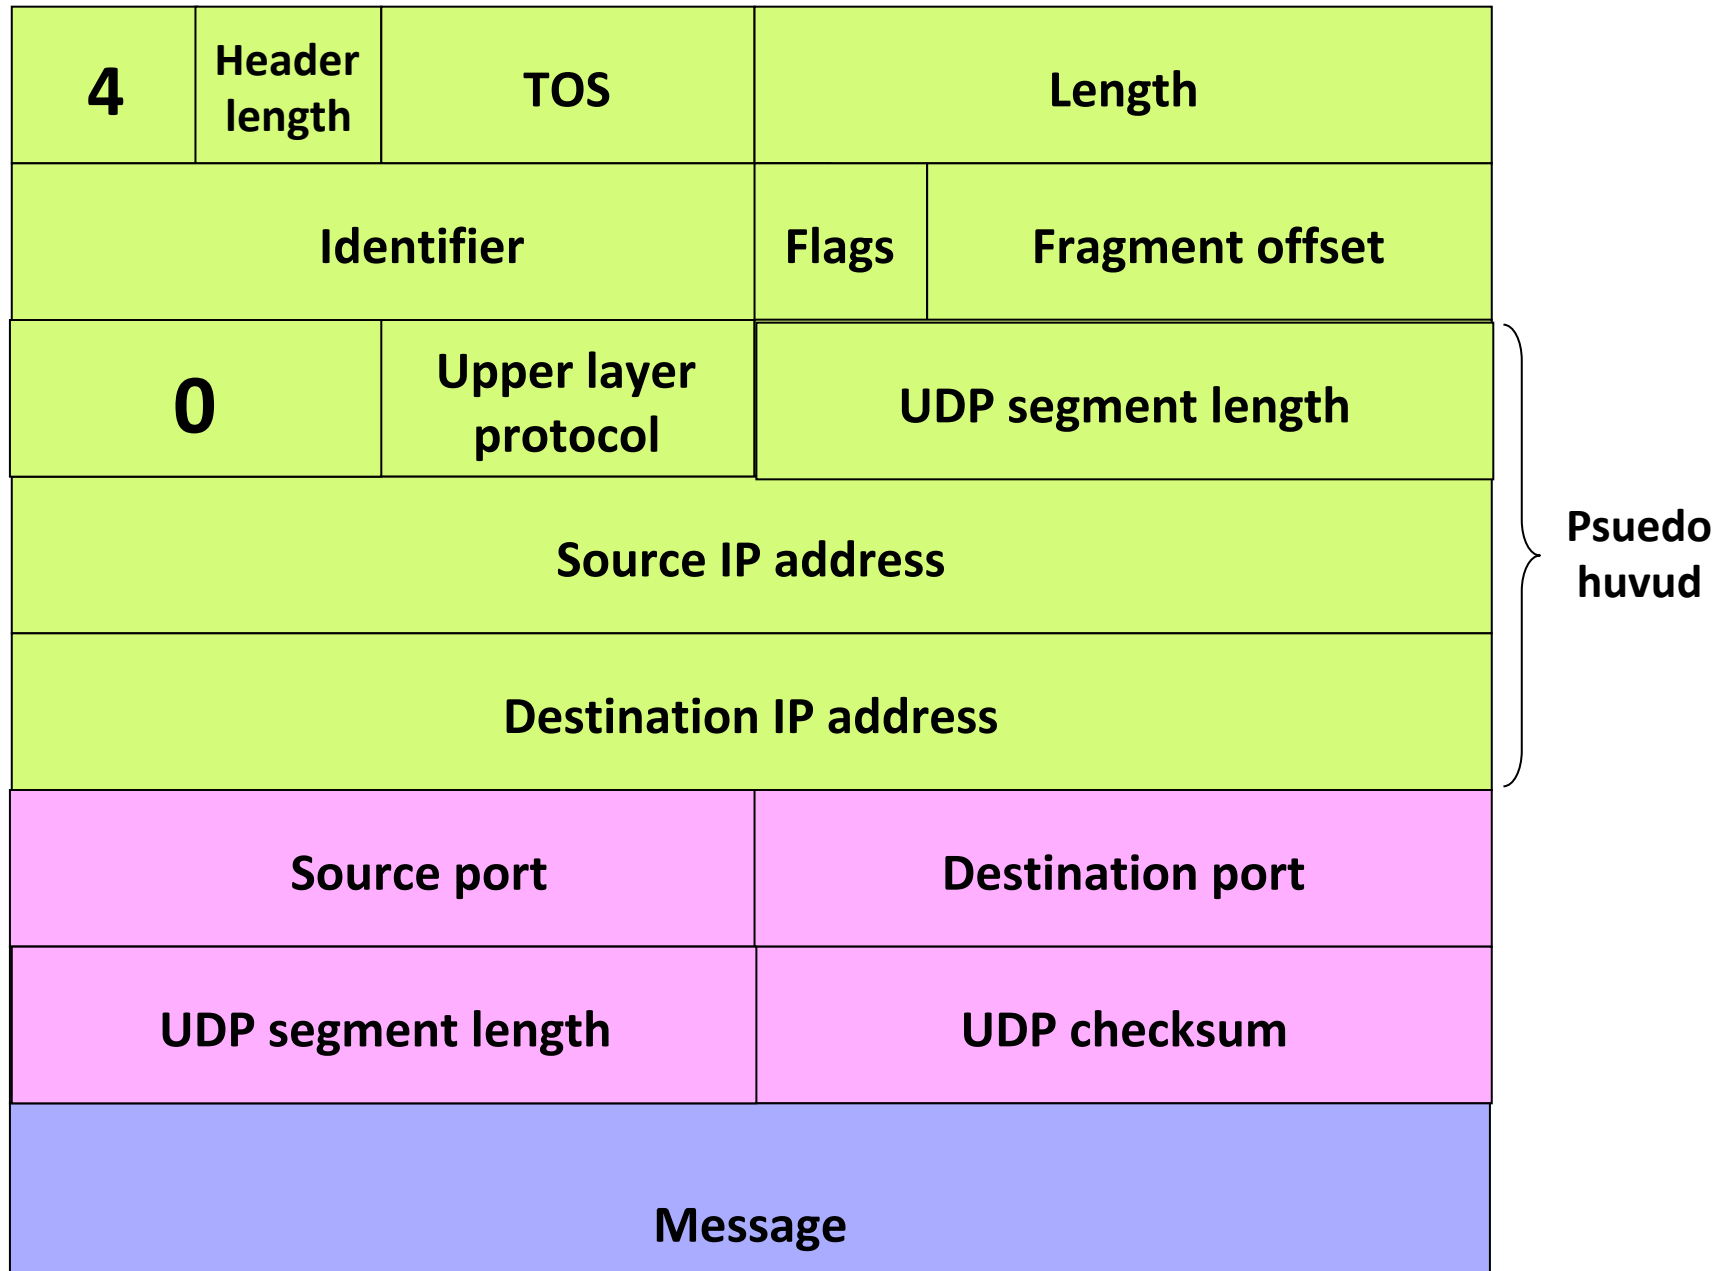 4
Header
length
TOS
Length
Identifier
Flags
Fragment offset
0
Upper layer
protocol
UDP segment length
Source IP address
Psuedo
huvud
Destination IP address
Source port
Destination port
UDP segment length
UDP checksum
Message